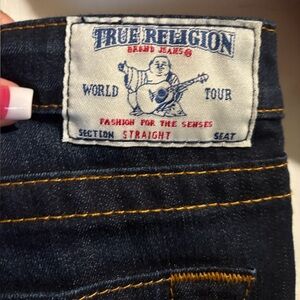 TRUE RELIGION
BRAND JEANS®
WORLD TOUR
FASHION FOR THE SENSES
SECTION STRAIGHT SEAT